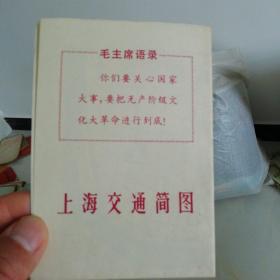 毛主席语录
你们要关心国家
大事，要把无产阶级文
化大革命进行到底！
上海交通简图